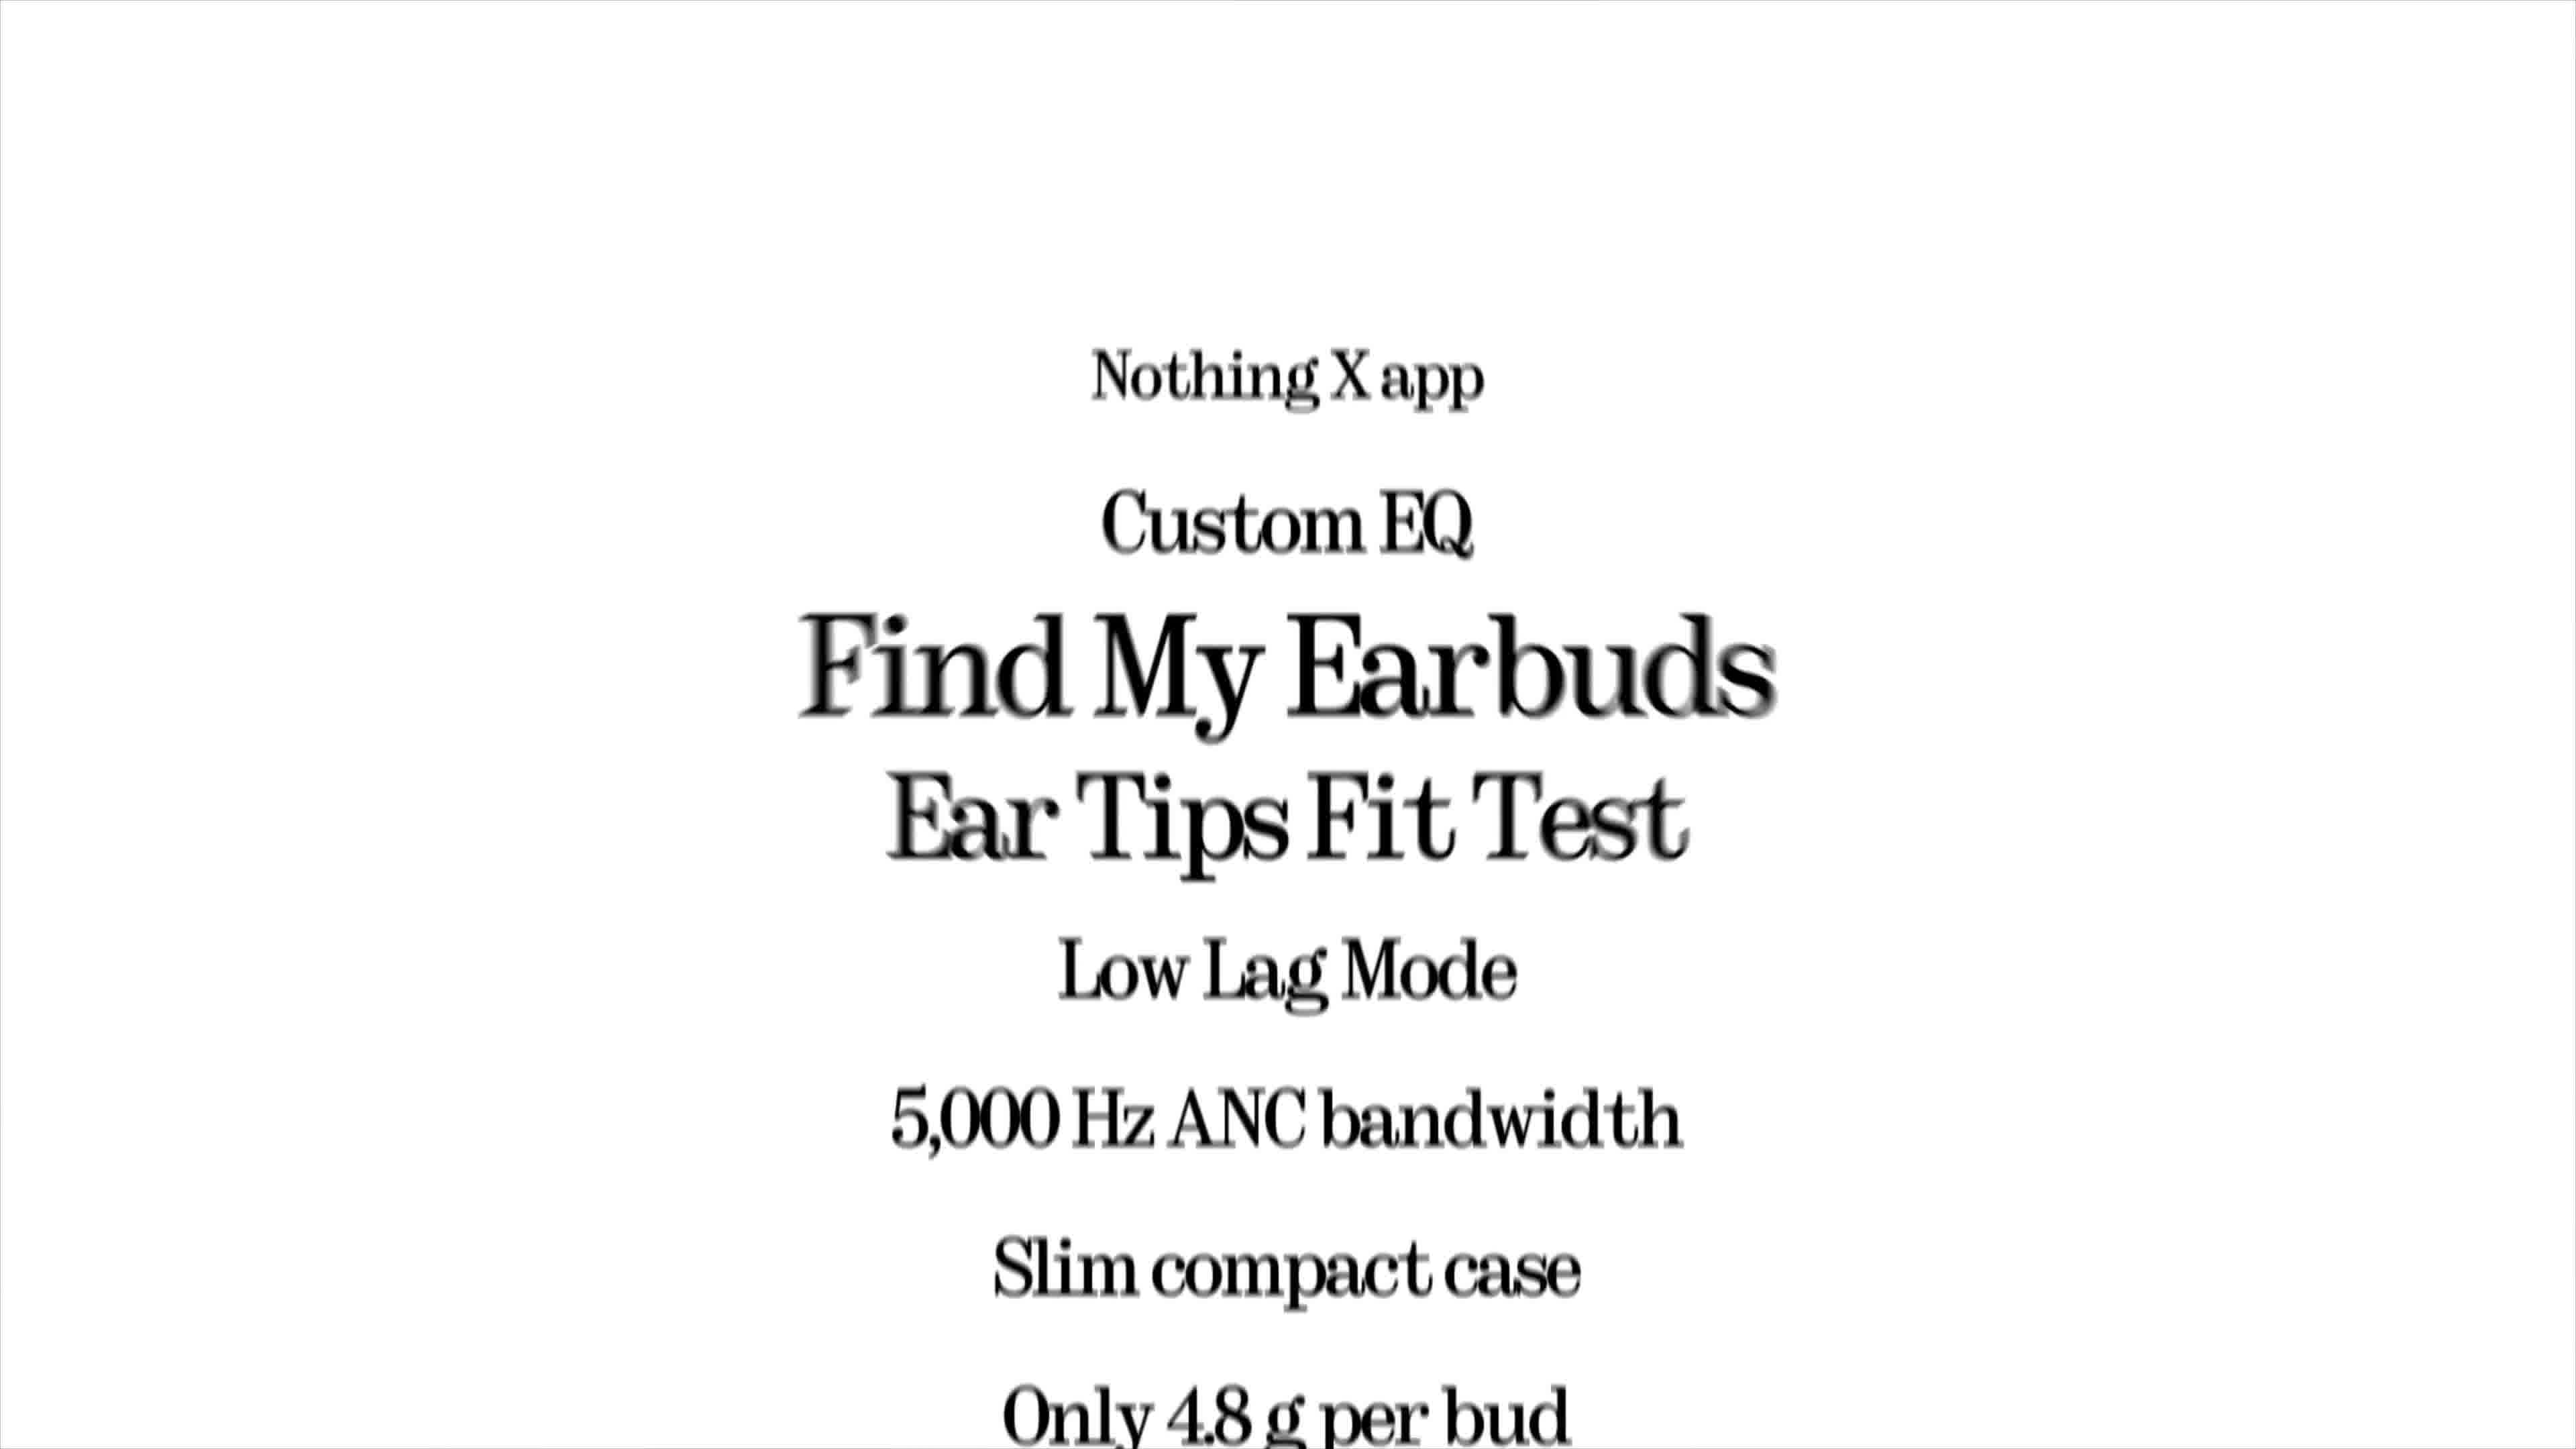 Nothing X app
Custom EQ
Find My Earbuds
Ear Tips Fit Test
Low Lag Mode
5,000 Hz ANC bandwidth
Slim compact case
Only 4.8 g per bud